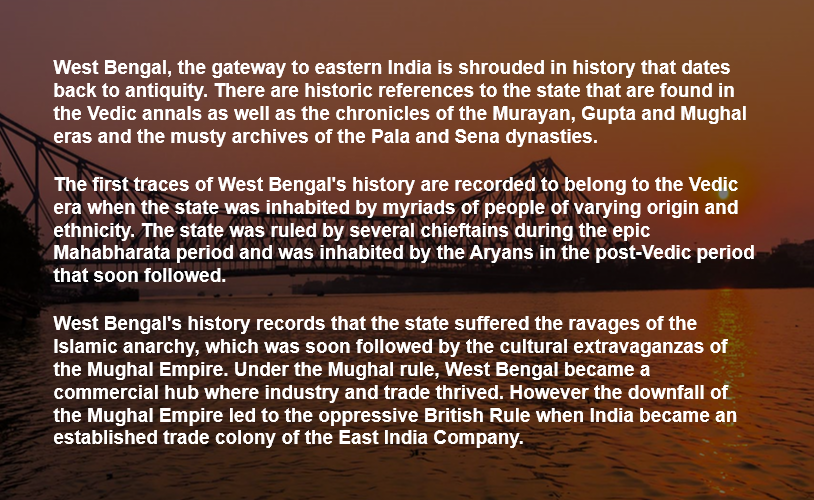 West Bengal, the gateway to eastern India is shrouded in history that dates
back to antiquity. There are historic references to the state that are found in
the Vedic annals as well as the chronicles of the Murayan, Gupta and Mughal
eras and the musty archives of the Pala and Sena dynasties.
The first traces of West Bengal's history are recorded to belong to the Vedic
era when the state was inhabited by myriads of people of varying origin and
ethnicity. The state was ruled by several chieftains during the epic
Mahabharata period and was inhabited by the Aryans in the post-Vedic period
that soon followed.
West Bengal's history records that the state suffered the ravages of the
Islamic anarchy, which was soon followed by the cultural extravaganzas of
the Mughal Empire. Under the Mughal rule, West Bengal became a
commercial hub where industry and trade thrived. However the downfall of
the Mughal Empire led to the oppressive British Rule when India became an
established trade colony of the East India Company.